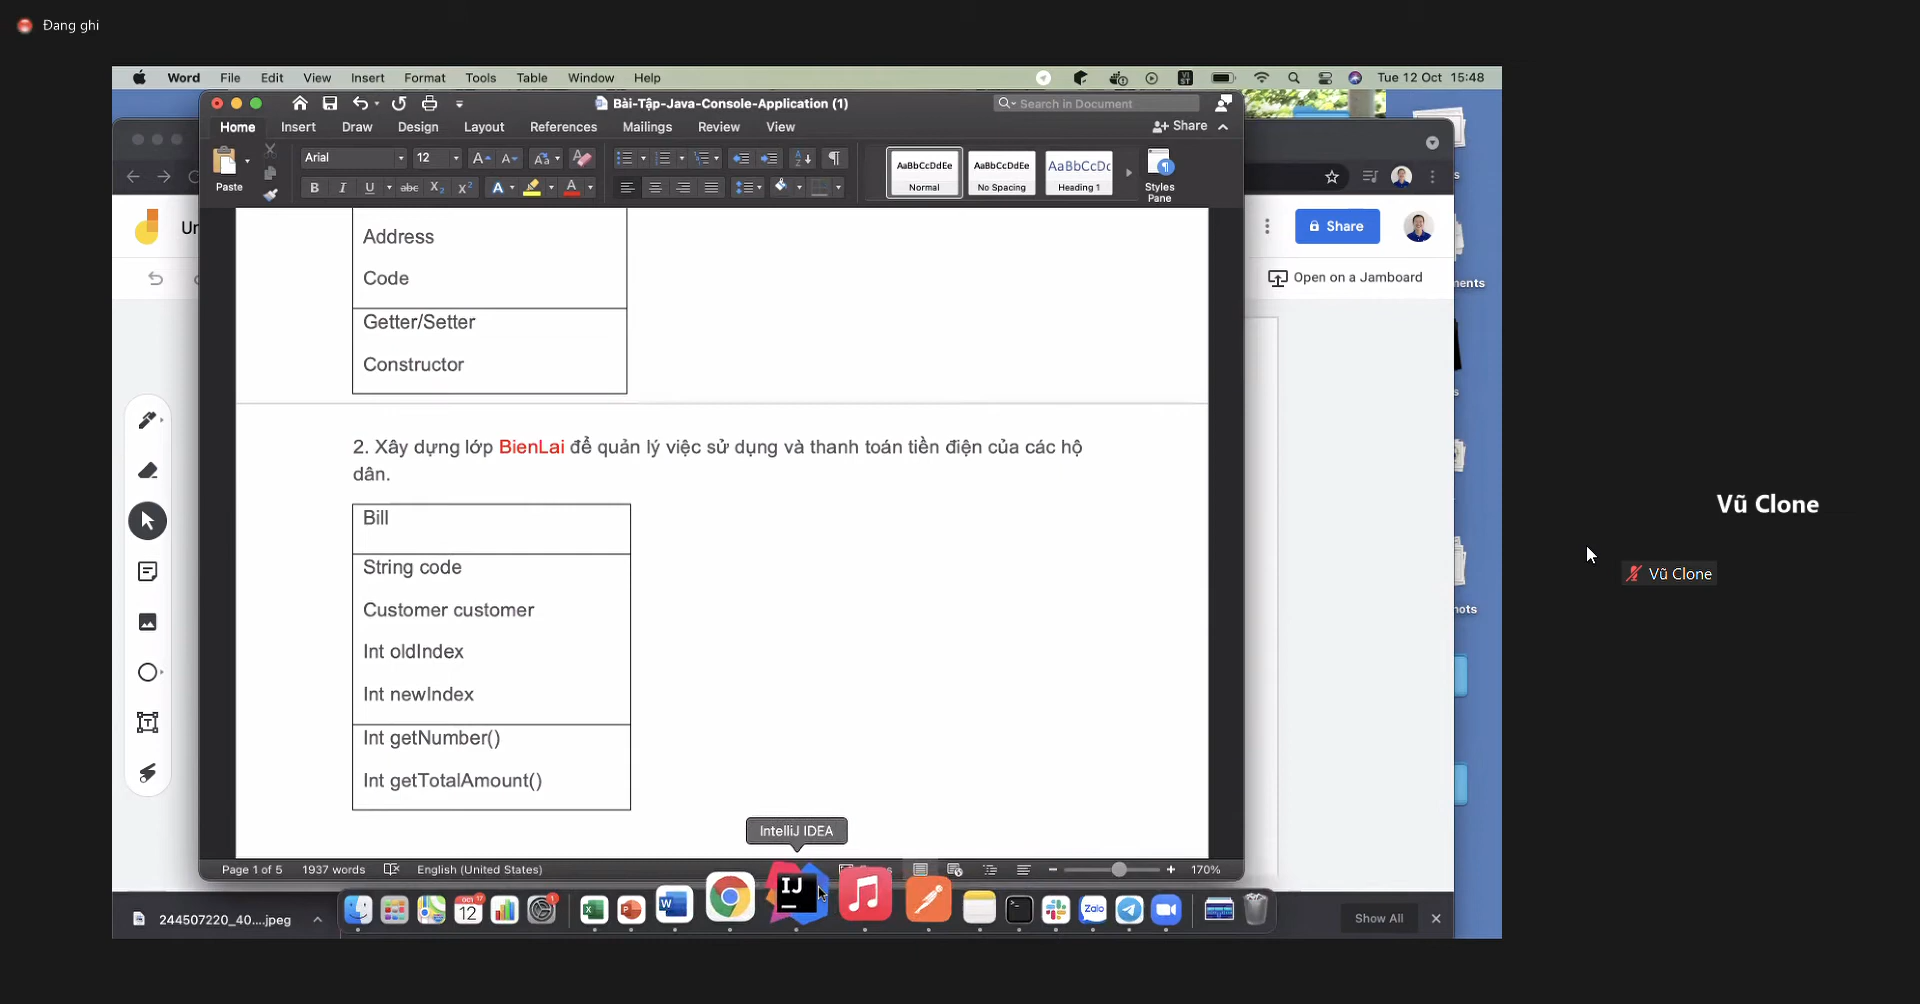 Đang ghi
Word File Edit View Insert Format Tools Table Window Help
Tue 12 Oct 15:48
Bài-Tập-Java-Console-Application (1)
Search in Document
Home Insert Draw Design Layout References Mailings Review View
Share
Paste
Arial
12
AaBbCcDdEe
Normal
AaBbCcDdEe
No Spacing
AaBbCcDc
Heading 1
Styles Pane
Ur
Share
Open on a Jamboard
Address
Code
Getter/Setter
Constructor
2. Xây dựng lớp BienLai để quản lý việc sử dụng và thanh toán tiền điện của các hộ
dân.
Bill
String code
Customer customer
Int oldIndex
Int newIndex
Int getNumber()
Int getTotalAmount()
IntelliJ IDEA
Page 1 of 5 1937 words English (United States)
170%
244507220_40....jpeg
Show All
Vũ Clone
Vũ Clone